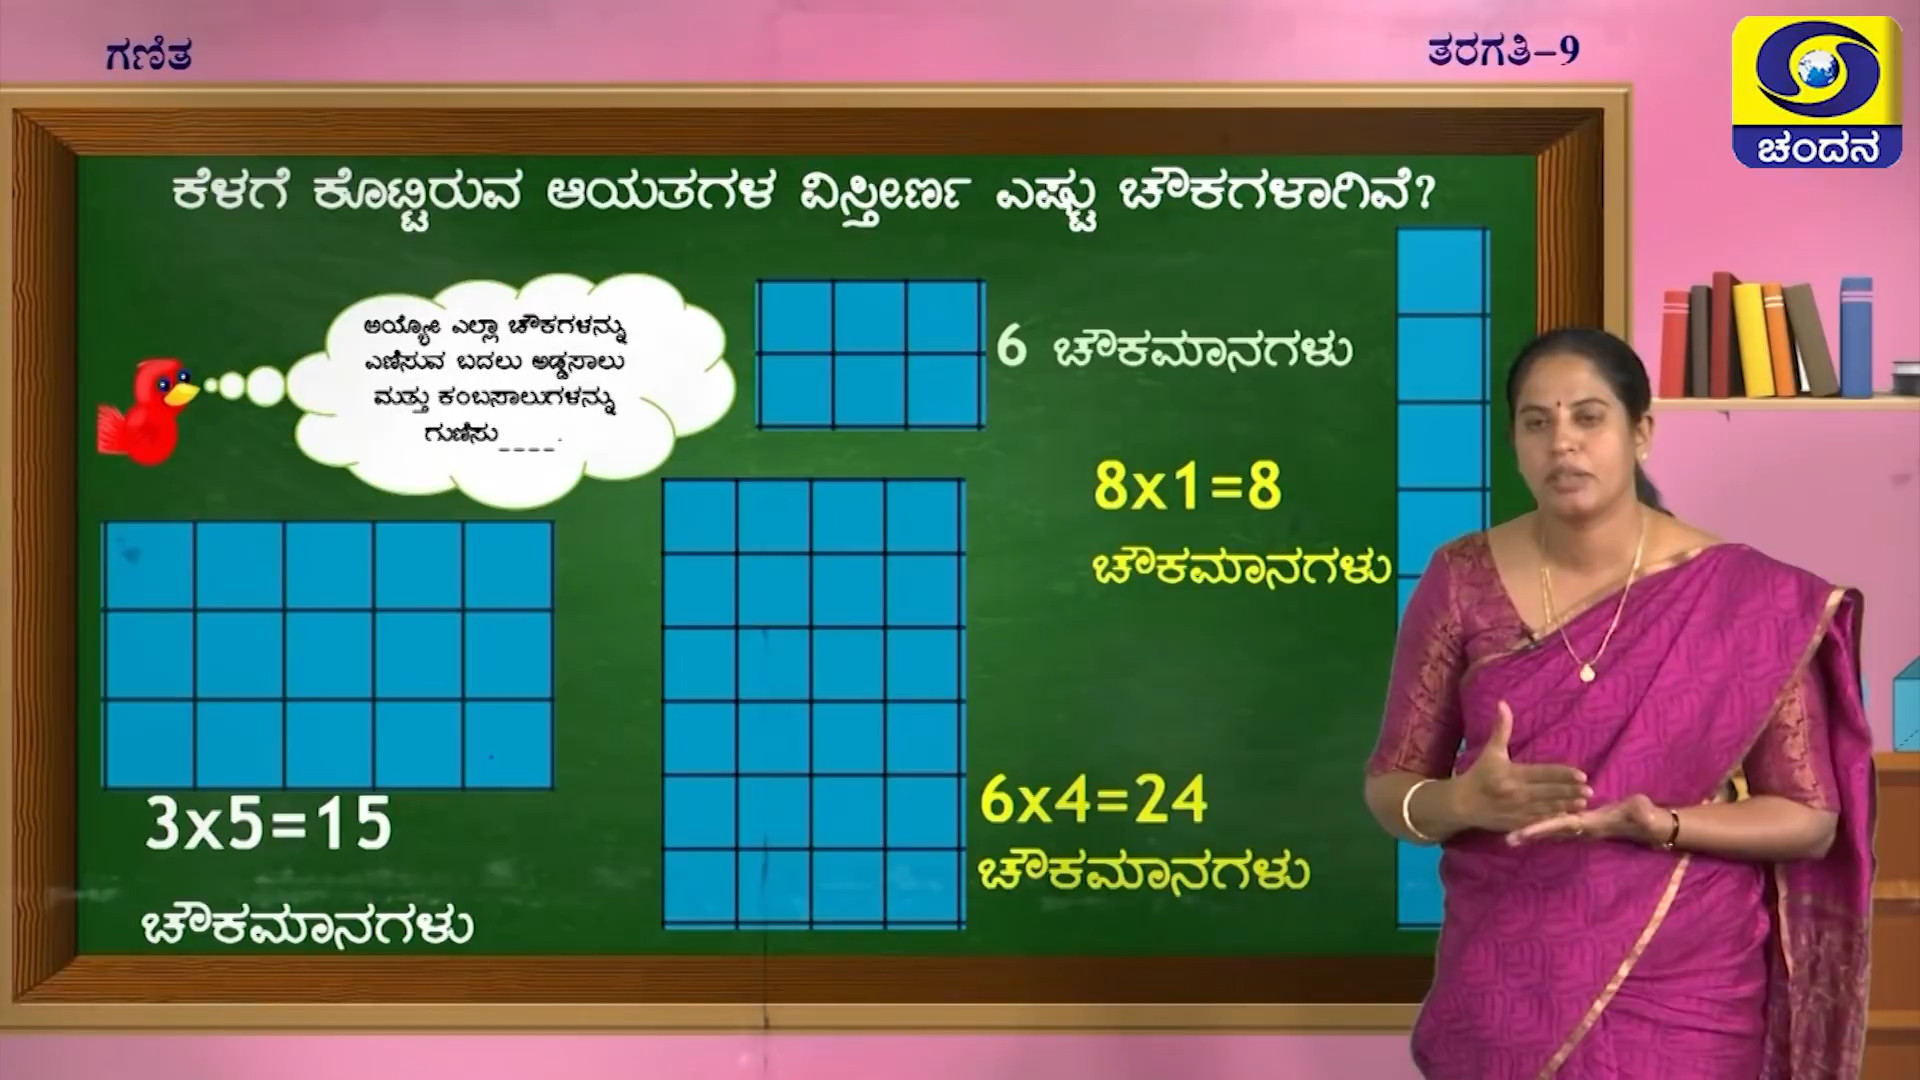 ಗಣಿತ
ತರಗತಿ-9
ಚಂದನ
ಕೆಳಗೆ ಕೊಟ್ಟಿರುವ ಆಯತಗಳ ವಿಸ್ತೀರ್ಣ ಎಷ್ಟು ಚೌಕಗಳಾಗಿವೆ?
ಅಯ್ಯೋ ಎಲ್ಲಾ ಚೌಕಗಳನ್ನು
ಎಣಿಸುವ ಬದಲು ಅಡ್ಡಸಾಲು
ಮತ್ತು ಕಂಬಸಾಲುಗಳನ್ನು
ಗುಣಿಸು____.
6 ಚೌಕಮಾನಗಳು
8x1=8
ಚೌಕಮಾನಗಳು
3x5=15
ಚೌಕಮಾನಗಳು
6x4=24
ಚೌಕಮಾನಗಳು